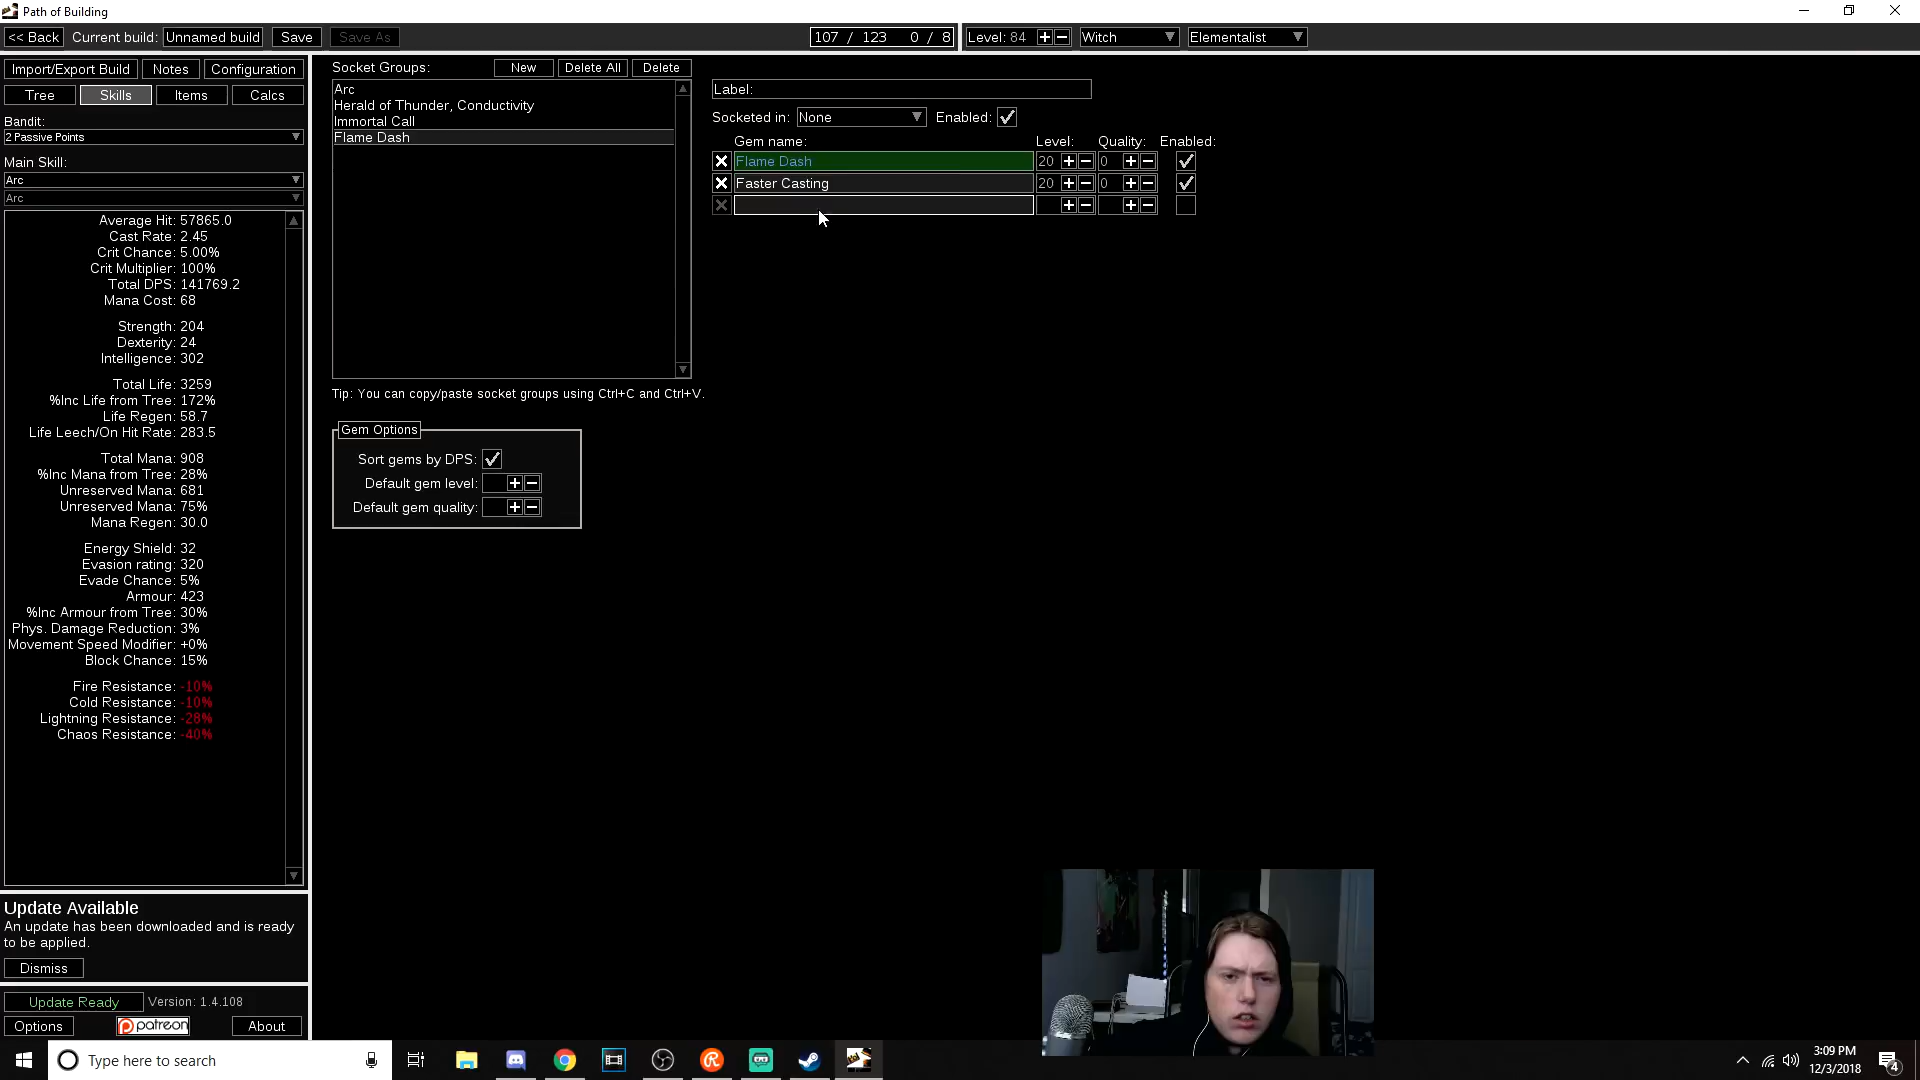 Path of Building
<< Back Current build: Unnamed build Save Save As 107 / 123 0 / 8 Level: 84 Witch Elementalist
Import/Export Build Notes Configuration
Tree Skills Items Calcs
Bandit:
2 Passive Points
Main Skill:
Arc
Arc
Average Hit: 57865.0
Cast Rate: 2.45
Crit Chance: 5.00%
Crit Multiplier: 100%
Total DPS: 141769.2
Mana Cost: 68
Strength: 204
Dexterity: 24
Intelligence: 302
Total Life: 3259
%Inc Life from Tree: 172%
Life Regen: 58.7
Life Leech/On Hit Rate: 283.5
Total Mana: 908
%Inc Mana from Tree: 28%
Unreserved Mana: 681
Unreserved Mana: 75%
Mana Regen: 30.0
Energy Shield: 32
Evasion rating: 320
Evade Chance: 5%
Armour: 423
%Inc Armour from Tree: 30%
Phys. Damage Reduction: 3%
Movement Speed Modifier: +0%
Block Chance: 15%
Fire Resistance: -10%
Cold Resistance: -10%
Lightning Resistance: -28%
Chaos Resistance: -40%
Update Available
An update has been downloaded and is ready
to be applied.
Dismiss
Update Ready Version: 1.4.108
Options patreon About
Socket Groups: New Delete All Delete
Arc
Herald of Thunder, Conductivity
Immortal Call
Flame Dash
Tip: You can copy/paste socket groups using Ctrl+C and Ctrl+V.
Gem Options
Sort gems by DPS:
Default gem level:
Default gem quality:
Label:
Socketed in: None Enabled:
Gem name: Level: Quality: Enabled:
Flame Dash 20 0
Faster Casting 20 0
Type here to search
3:09 PM
12/3/2018
4